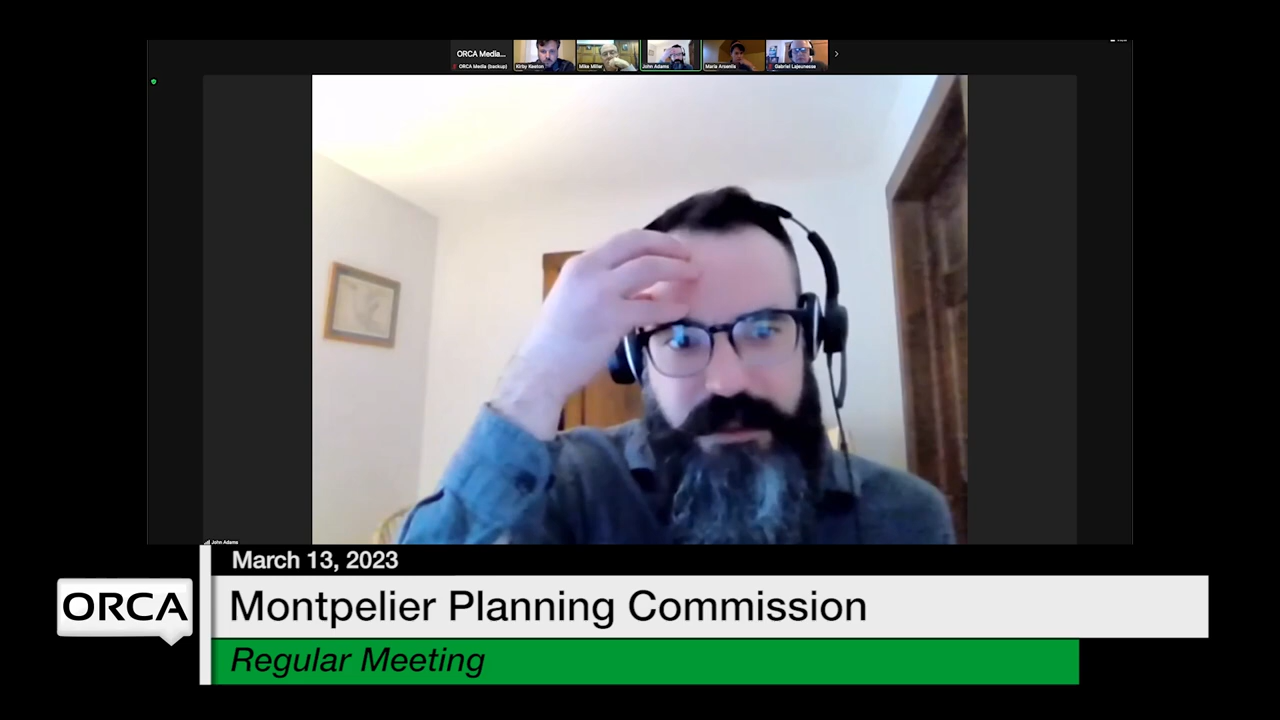 ORCA Media...
ORCA Media (backup)
Kirby Keeton
Mike Miller
John Adams
Maria Arsenlis
Gabriel Lajeunesse
John Adams
March 13, 2023
ORCA
Montpelier Planning Commission
Regular Meeting